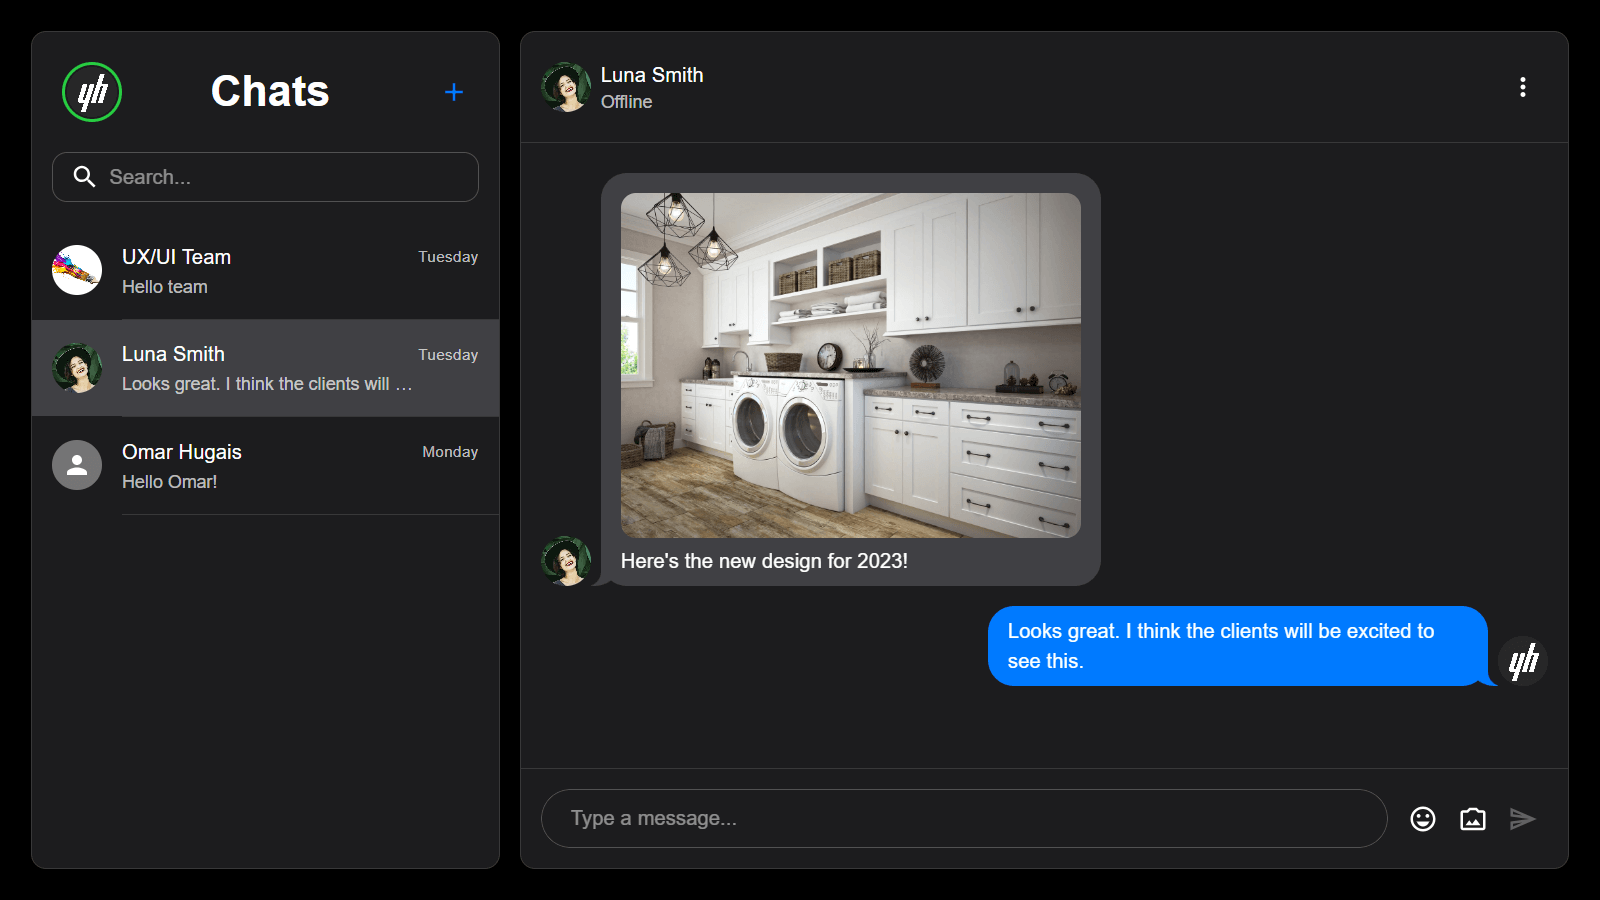 yh
Chats
+
Search...
UX/UI Team
Tuesday
Hello team
Luna Smith
Tuesday
Looks great. I think the clients will …
Omar Hugais
Monday
Hello Omar!
Luna Smith
Offline
Here's the new design for 2023!
Looks great. I think the clients will be excited to
see this.
yh
Type a message...